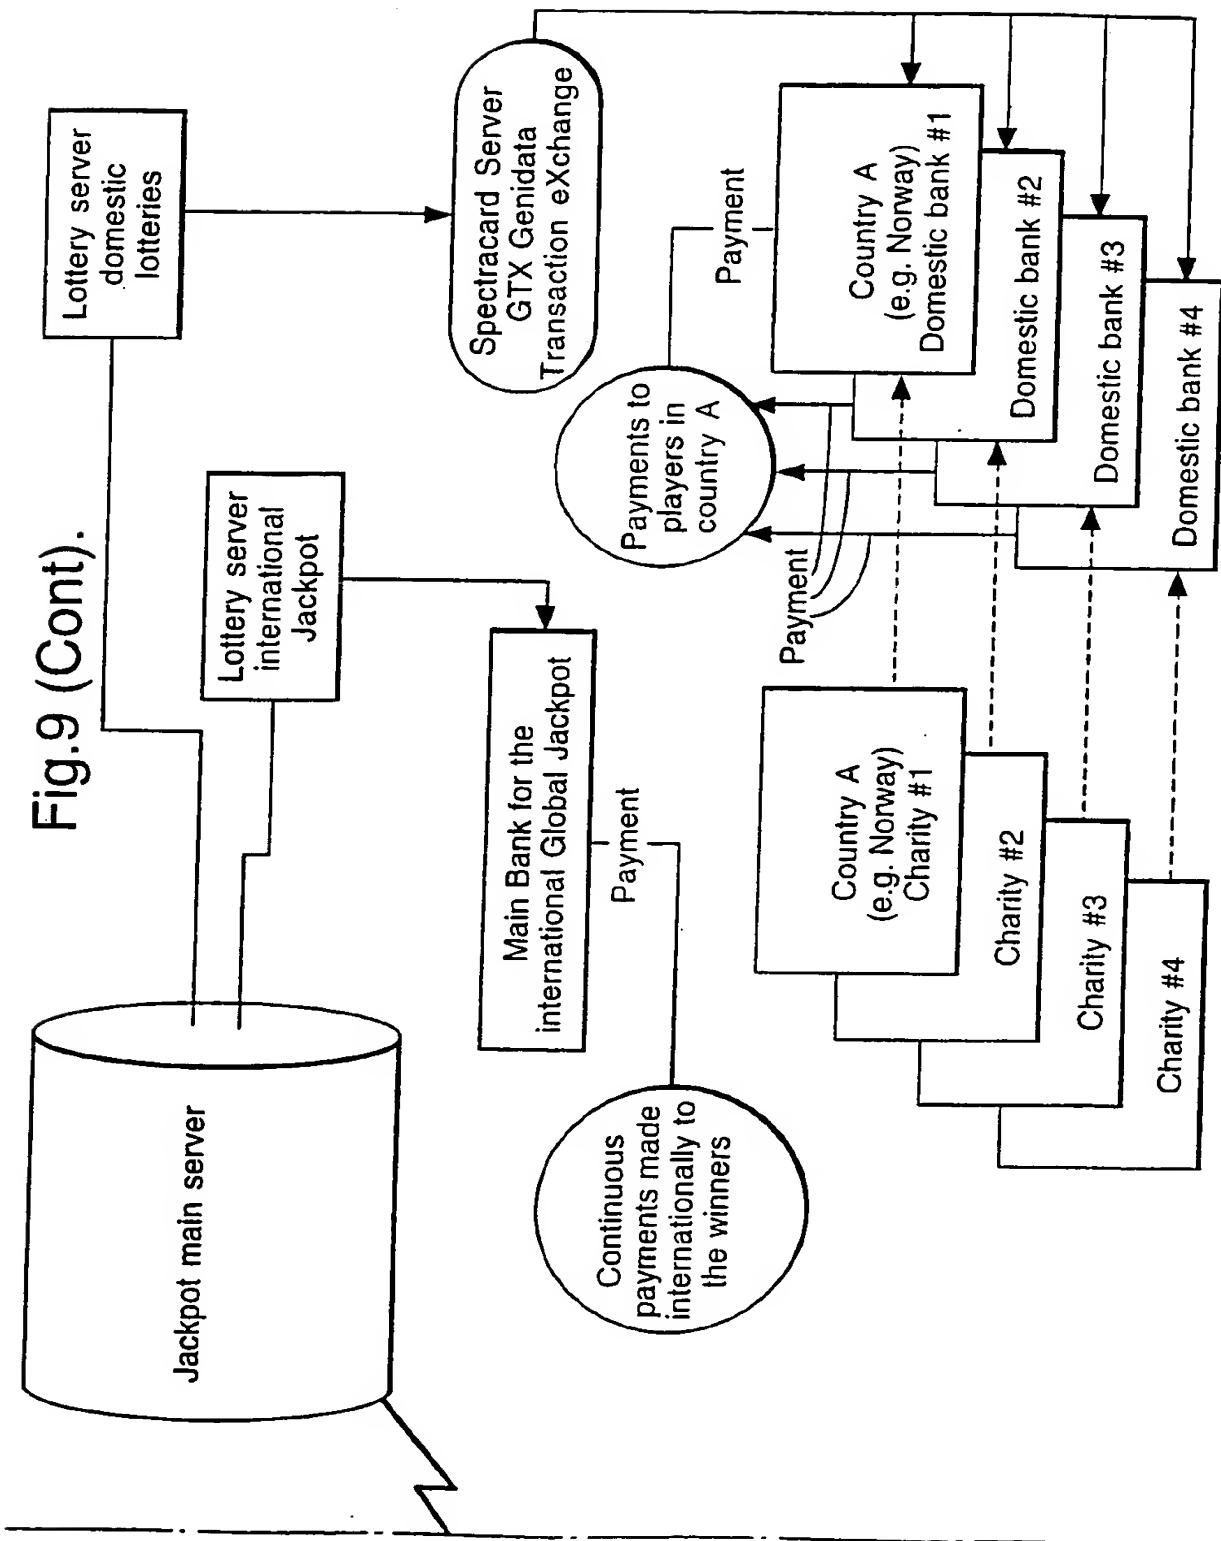 Fig.9 (Cont).
Jackpot main server
Lottery server
domestic
lotteries
Lottery server
international
Jackpot
Spectracard Server
GTX Genidata
Transaction eXchange
Main Bank for the
international Global Jackpot
Payment
Continuous
payments made
internationally to
the winners
Payments to
players in
country A
Payment
Payment
Country A
(e.g. Norway)
Charity #1
Charity #2
Charity #3
Charity #4
Country A
(e.g. Norway)
Domestic bank #1
Domestic bank #2
Domestic bank #3
Domestic bank #4